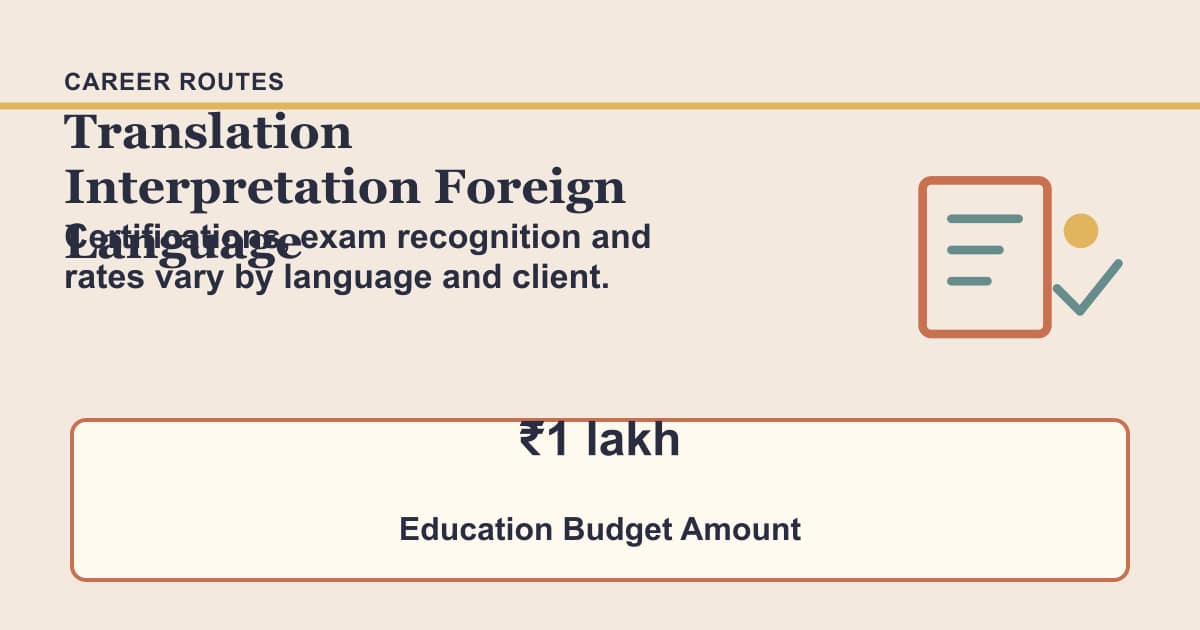 CAREER ROUTES
Translation
Interpretation Foreign
Language
Certifications, exam recognition and
rates vary by language and client.
₹1 lakh
Education Budget Amount